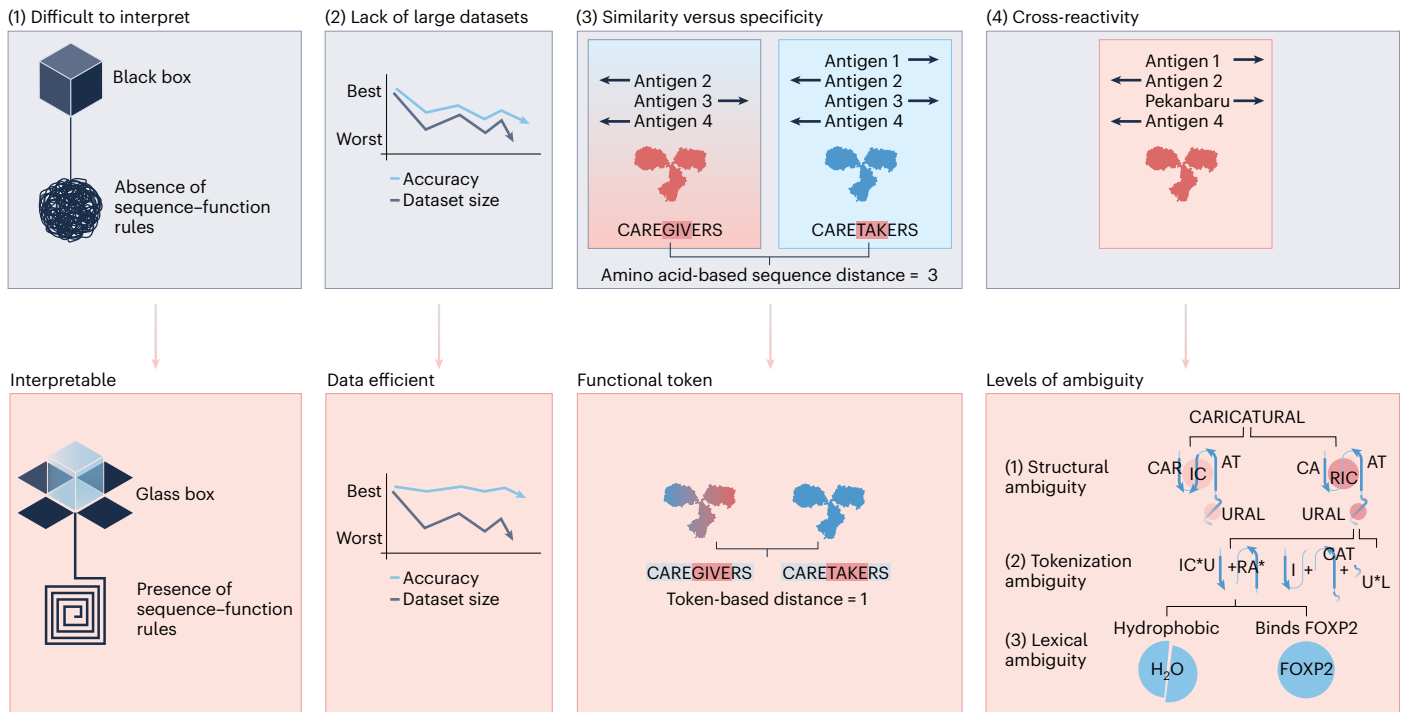 (1) Difficult to interpret
Black box
Absence of
sequence–function
rules
(2) Lack of large datasets
Best
Worst
Accuracy
Dataset size
(3) Similarity versus specificity
Antigen 2
Antigen 3
Antigen 4
CAREGIVERS
Antigen 1
Antigen 2
Antigen 3
Antigen 4
CARETAKERS
Amino acid-based sequence distance = 3
(4) Cross-reactivity
Antigen 1
Antigen 2
Pekanbaru
Antigen 4
Interpretable
Glass box
Presence of
sequence–function
rules
Data efficient
Best
Worst
Accuracy
Dataset size
Functional token
CAREGIVERS
CARETAKERS
Token-based distance = 1
Levels of ambiguity
CARICATURAL
(1) Structural
ambiguity
CAR IC AT
URAL
CA RIC AT
URAL
(2) Tokenization
ambiguity
IC*U + RA*
I + CAT + U*L
(3) Lexical
ambiguity
Hydrophobic
H₂O
Binds FOXP2
FOXP2